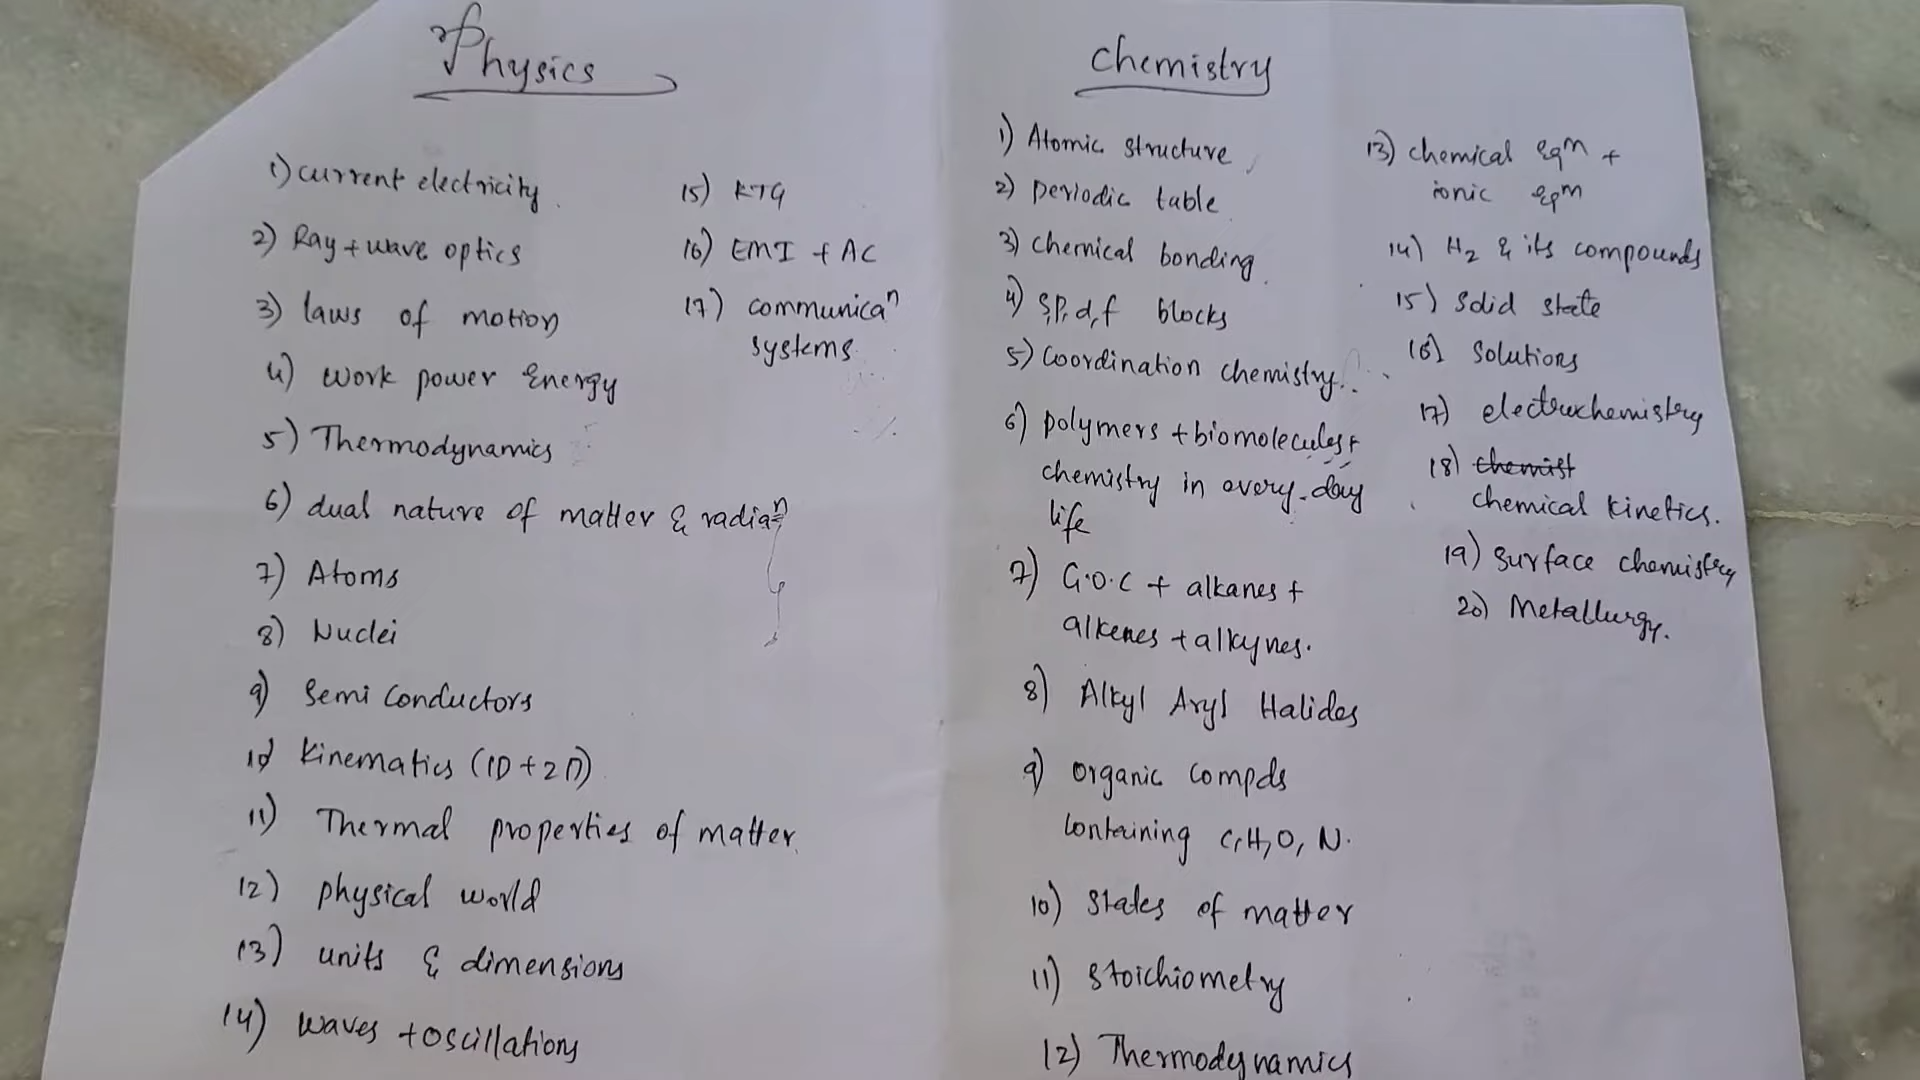 Physics
1) current electricity
2) Ray + wave optics
3) laws of motion
4) Work power Energy
5) Thermodynamics
6) dual nature of matter & radiaⁿ
7) Atoms
8) Nuclei
9) Semi Conductors
10) Kinematics (1D+2D)
11) Thermal properties of matter
12) physical world
13) units & dimensions
14) waves + oscillations
15) KTG
16) EMI + AC
17) communicaⁿ
systems
Chemistry
1) Atomic structure
2) periodic table
3) chemical bonding
4) S,P,d,f blocks
5) Coordination chemistry
6) polymers + biomolecules +
chemistry in every-day
life
7) G.O.C + alkanes +
alkenes + alkynes.
8) Alkyl Aryl Halides
9) organic compds
containing C,H,O,N.
10) States of matter
11) Stoichiometry
12) Thermodynamics
13) chemical Eqᵐ +
ionic Eqᵐ
14) H₂ & its compounds
15) Solid state
16) Solutions
17) electrochemistry
18) chemist
chemical kinetics.
19) Surface chemistry
20) Metallurgy.